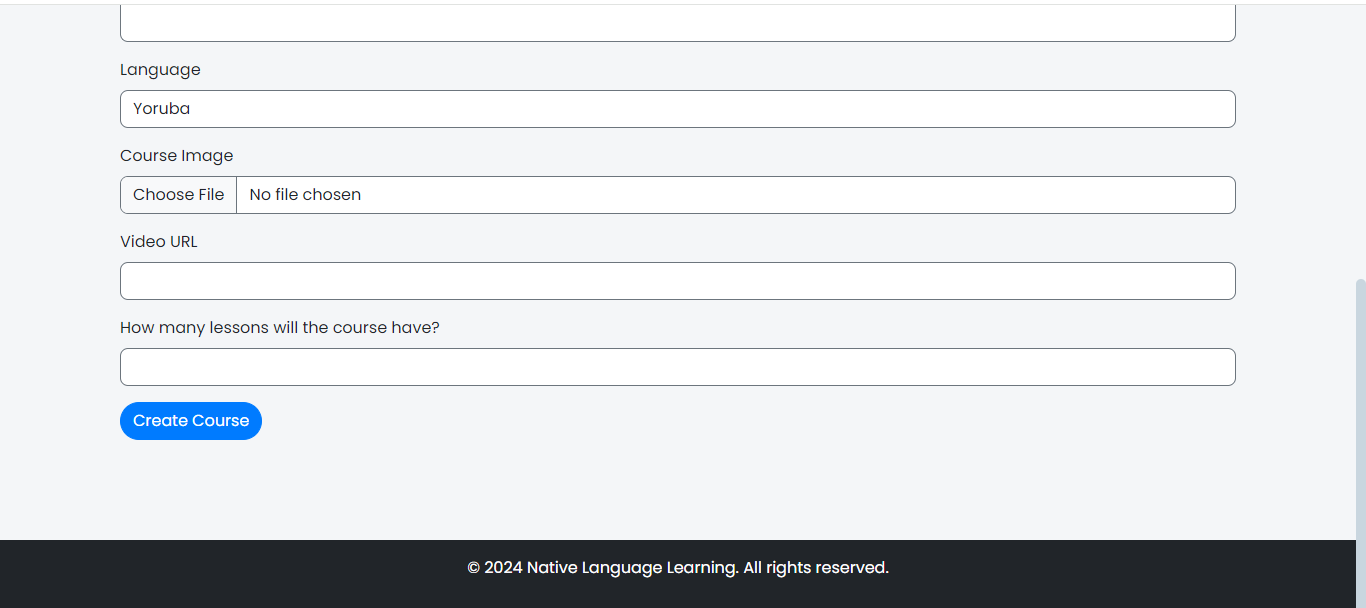 Language
Yoruba
Course Image
Choose File No file chosen
Video URL
How many lessons will the course have?
Create Course
© 2024 Native Language Learning. All rights reserved.